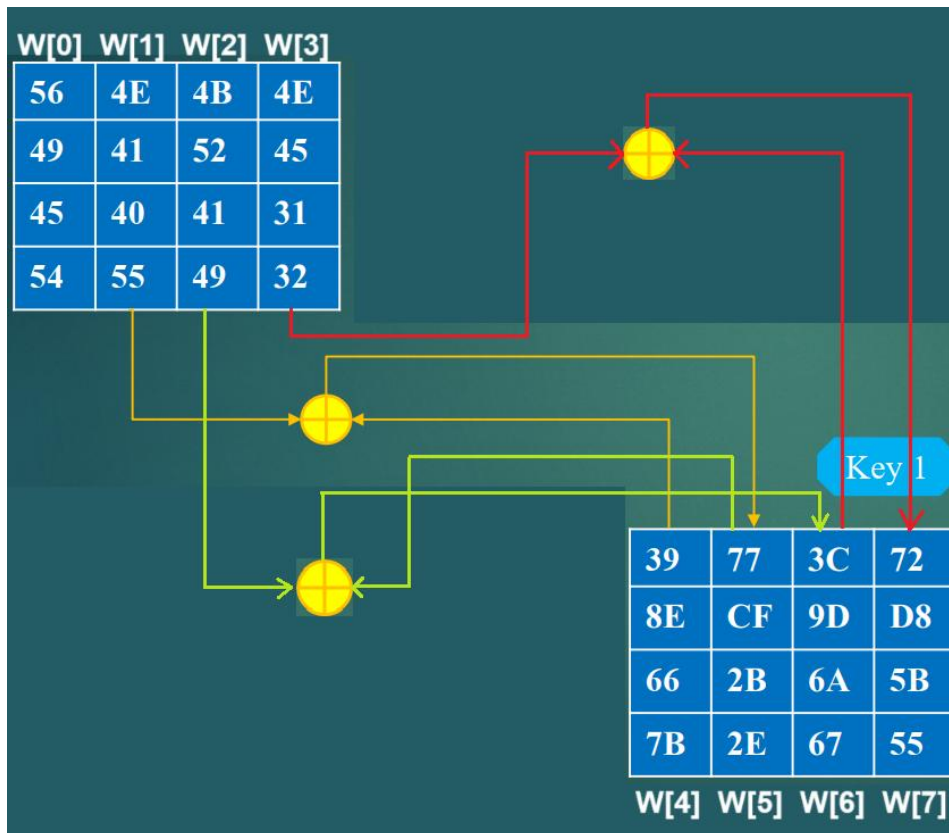 W[0] W[1] W[2] W[3]
56 4E 4B 4E
49 41 52 45
45 40 41 31
54 55 49 32
Key 1
39 77 3C 72
8E CF 9D D8
66 2B 6A 5B
7B 2E 67 55
W[4] W[5] W[6] W[7]